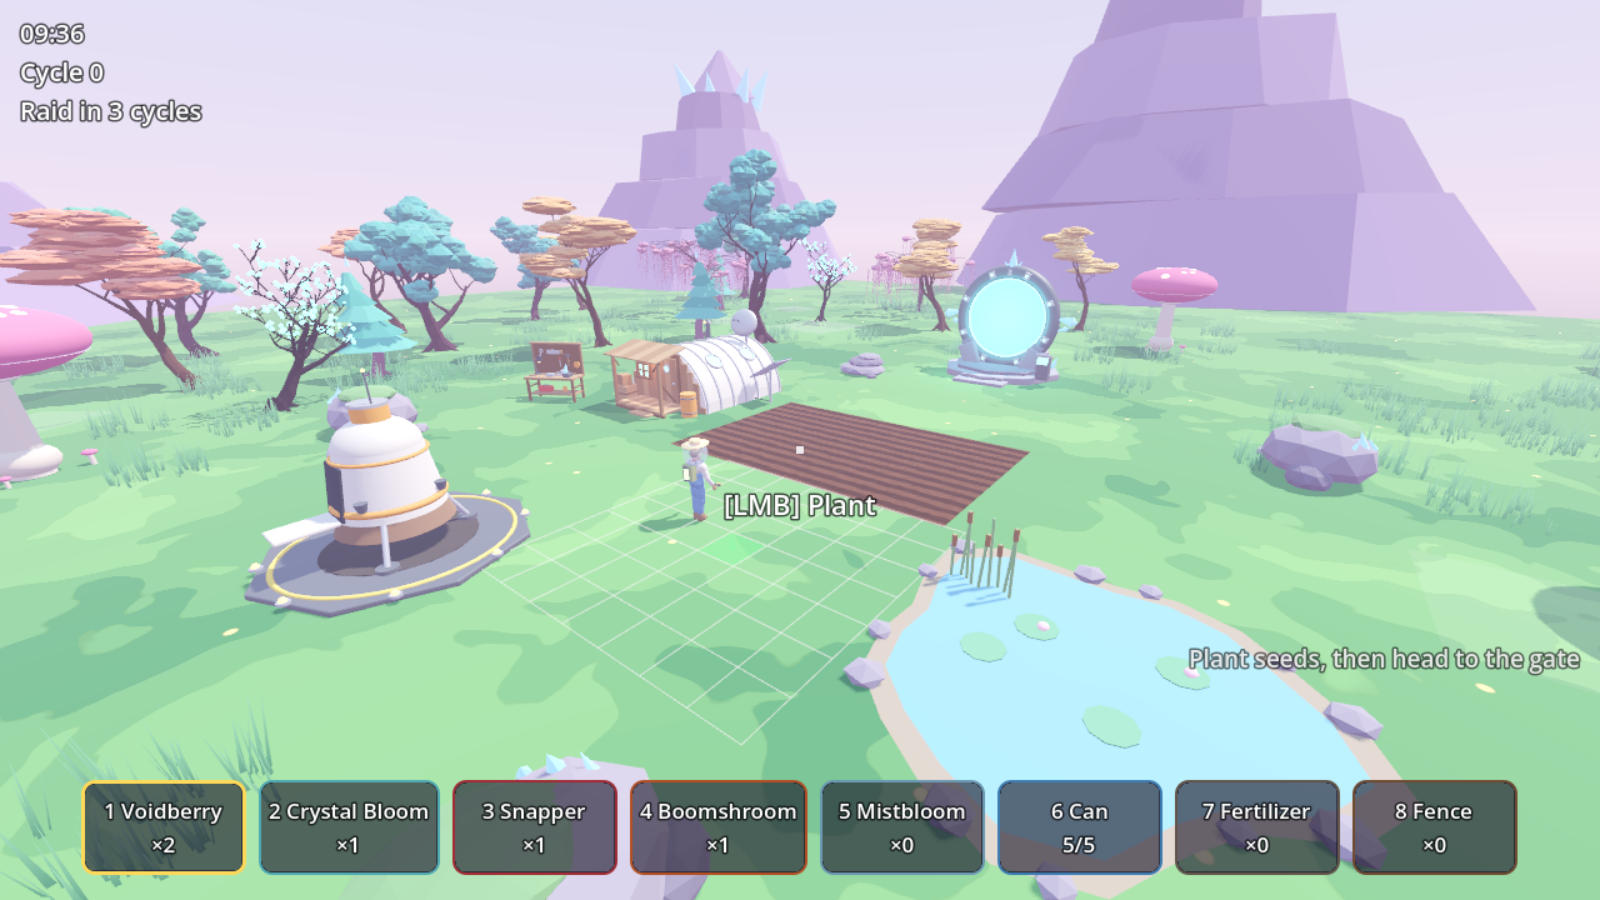 09:36
Cycle 0
Raid in 3 cycles
[LMB] Plant
Plant seeds, then head to the gate
1 Voidberry
×2
2 Crystal Bloom
×1
3 Snapper
×1
4 Boomshroom
×1
5 Mistbloom
×0
6 Can
5/5
7 Fertilizer
×0
8 Fence
×0